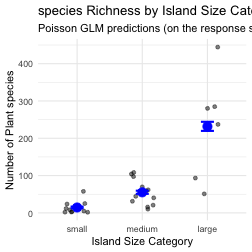 species Richness by Island Size Cate
Poisson GLM predictions (on the response s
Number of Plant species
400
300
200
100
0
small medium large
Island Size Category